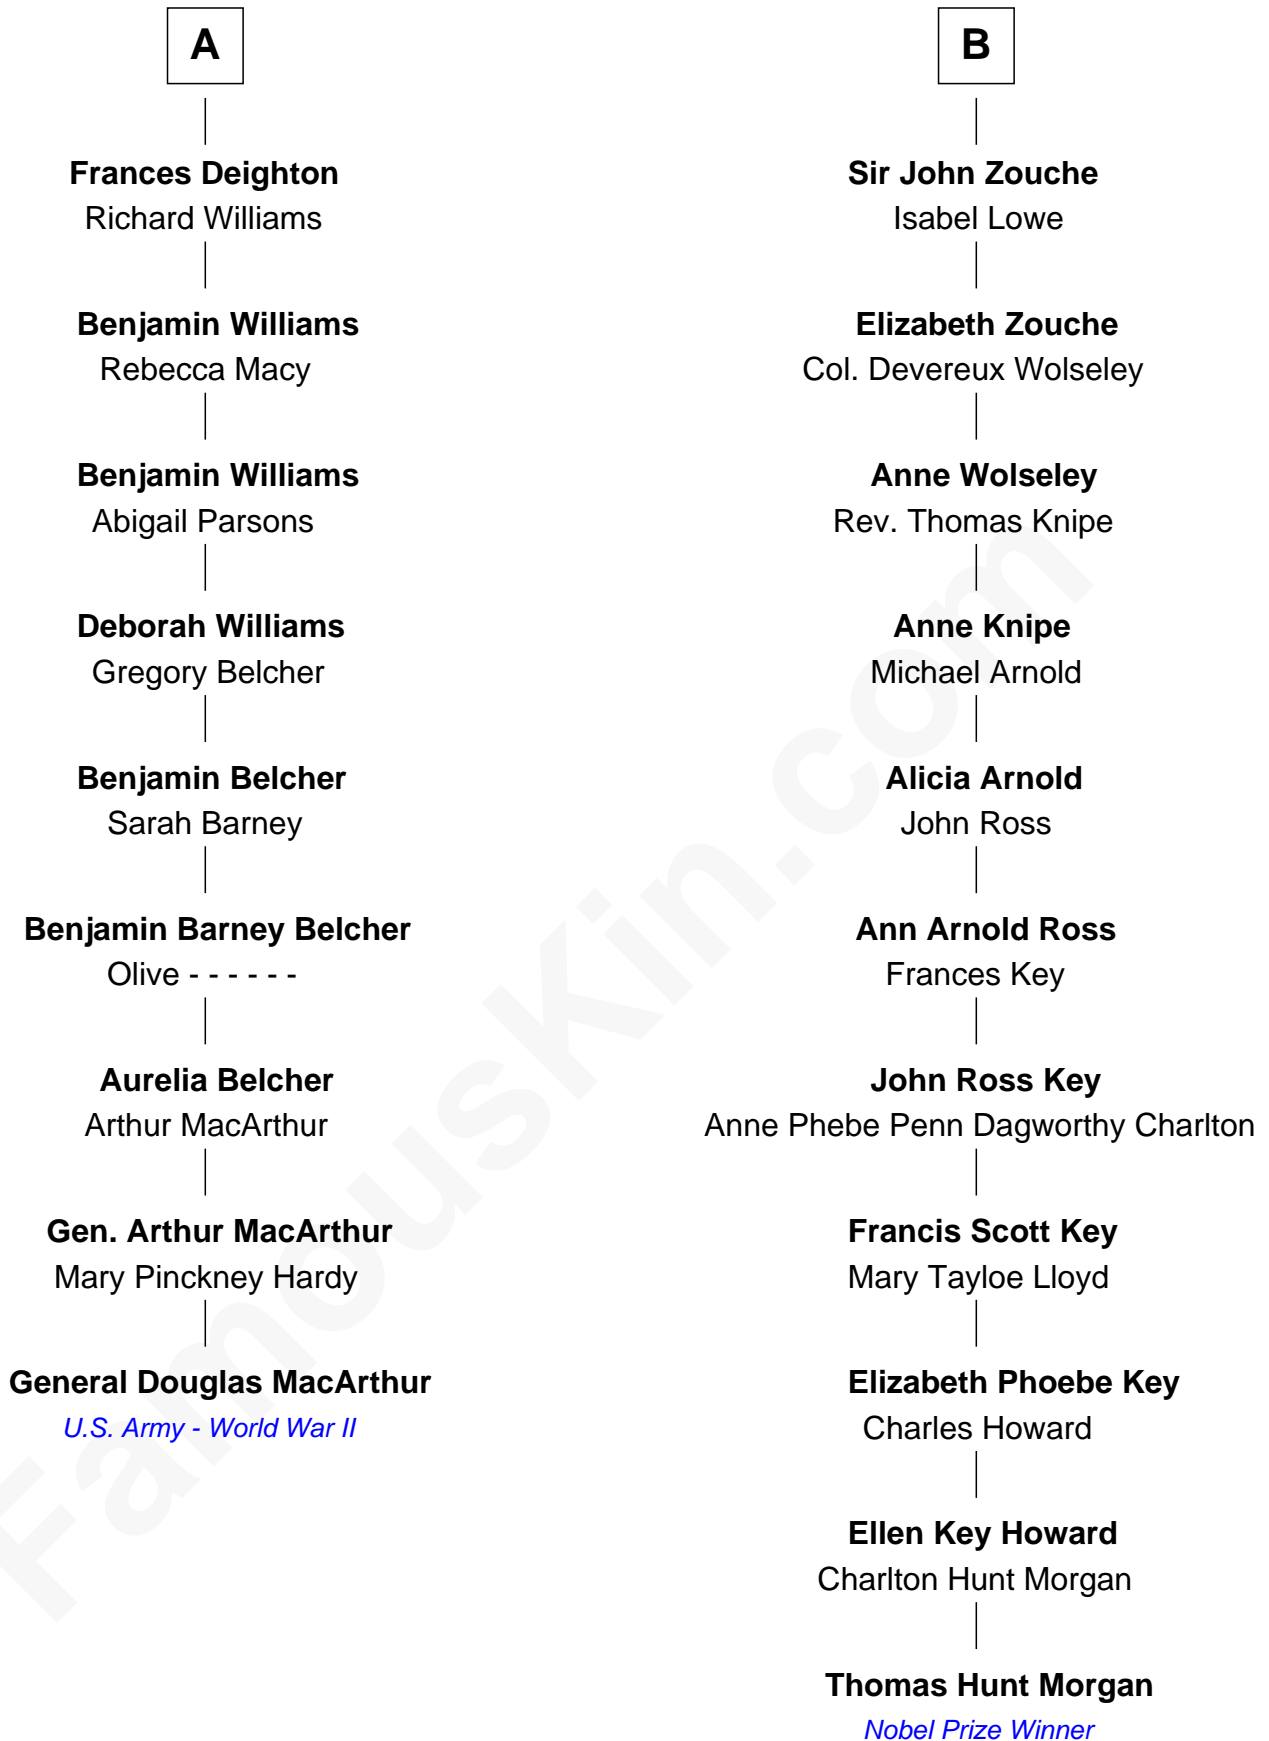 A
Frances Deighton
Richard Williams
Benjamin Williams
Rebecca Macy
Benjamin Williams
Abigail Parsons
Deborah Williams
Gregory Belcher
Benjamin Belcher
Sarah Barney
Benjamin Barney Belcher
Olive - - - - - -
Aurelia Belcher
Arthur MacArthur
Gen. Arthur MacArthur
Mary Pinckney Hardy
General Douglas MacArthur
U.S. Army - World War II
B
Sir John Zouche
Isabel Lowe
Elizabeth Zouche
Col. Devereux Wolseley
Anne Wolseley
Rev. Thomas Knipe
Anne Knipe
Michael Arnold
Alicia Arnold
John Ross
Ann Arnold Ross
Frances Key
John Ross Key
Anne Phebe Penn Dagworthy Charlton
Francis Scott Key
Mary Tayloe Lloyd
Elizabeth Phoebe Key
Charles Howard
Ellen Key Howard
Charlton Hunt Morgan
Thomas Hunt Morgan
Nobel Prize Winner
FamousKin.com